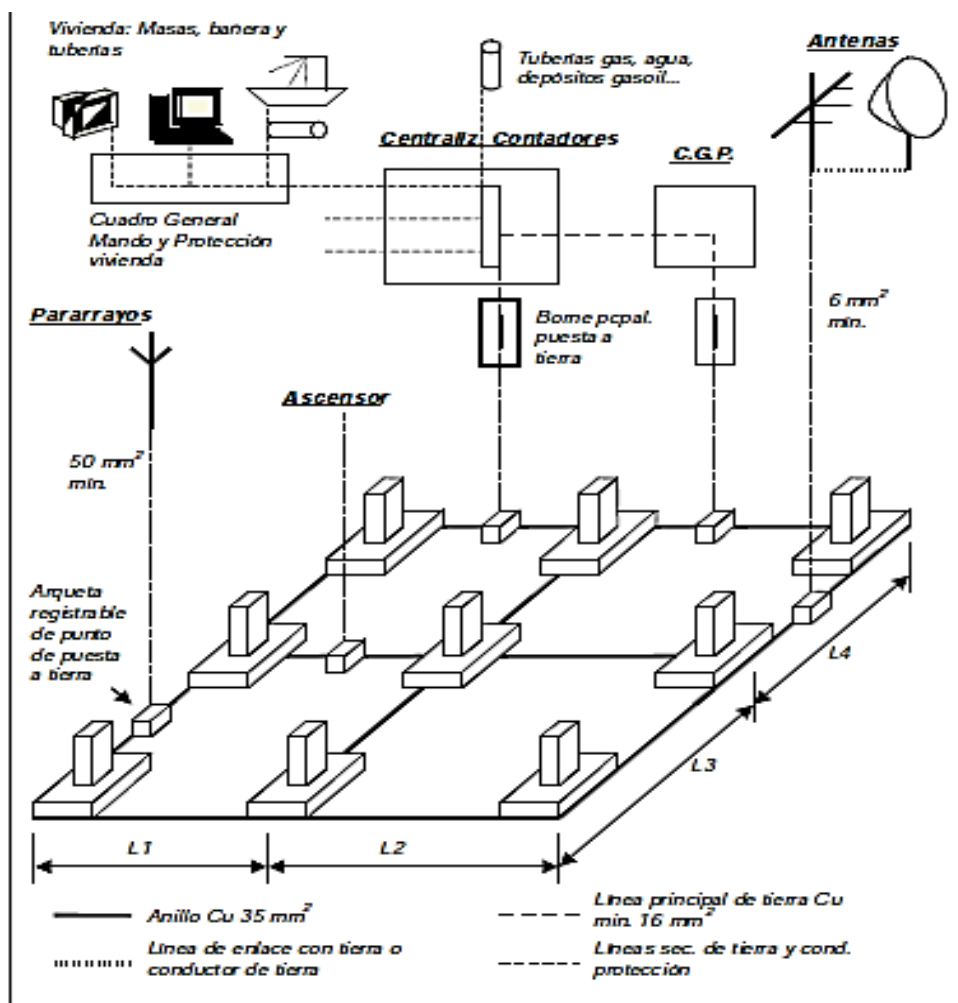 Vivienda: Masas, bañera y
tuberías
Tuberías gas, agua,
depósitos gasoil...
Antenas
Centraliz. Contadores
C.G.P.
Cuadro General
Mando y Protección
vivienda
Pararrayos
Borne pcpal.
puesta a
tierra
6 mm²
mín.
Ascensor
50 mm²
mín.
Arqueta
registrable
de punto
de puesta
a tierra
L4
L3
L1
L2
Anillo Cu 35 mm²
Línea principal de tierra Cu
mín. 16 mm²
Línea de enlace con tierra o
conductor de tierra
Líneas sec. de tierra y cond.
protección